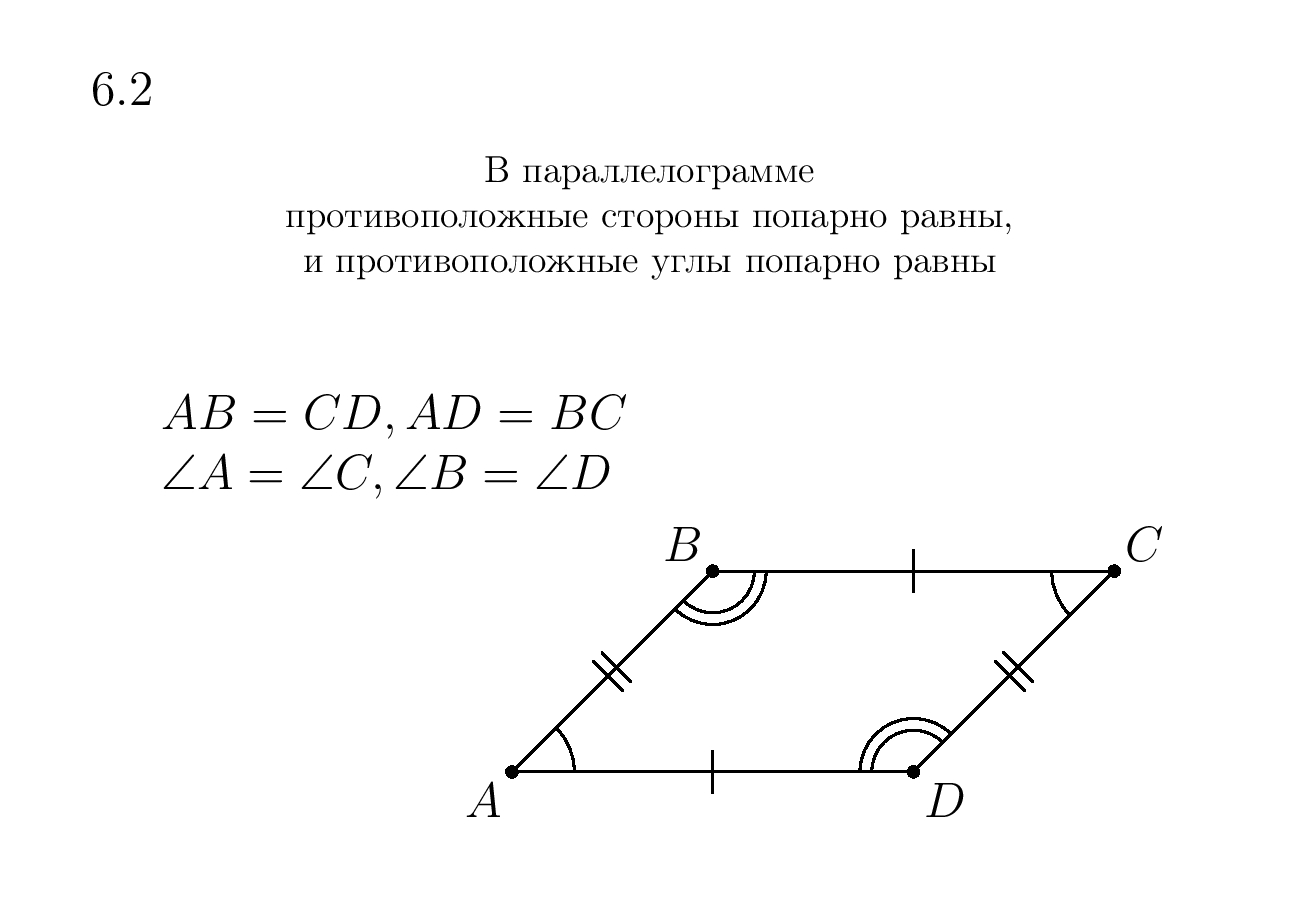 6.2
В параллелограмме
противоположные стороны попарно равны,
и противоположные углы попарно равны
AB = CD, AD = BC
∠A = ∠C, ∠B = ∠D
B
C
A
D